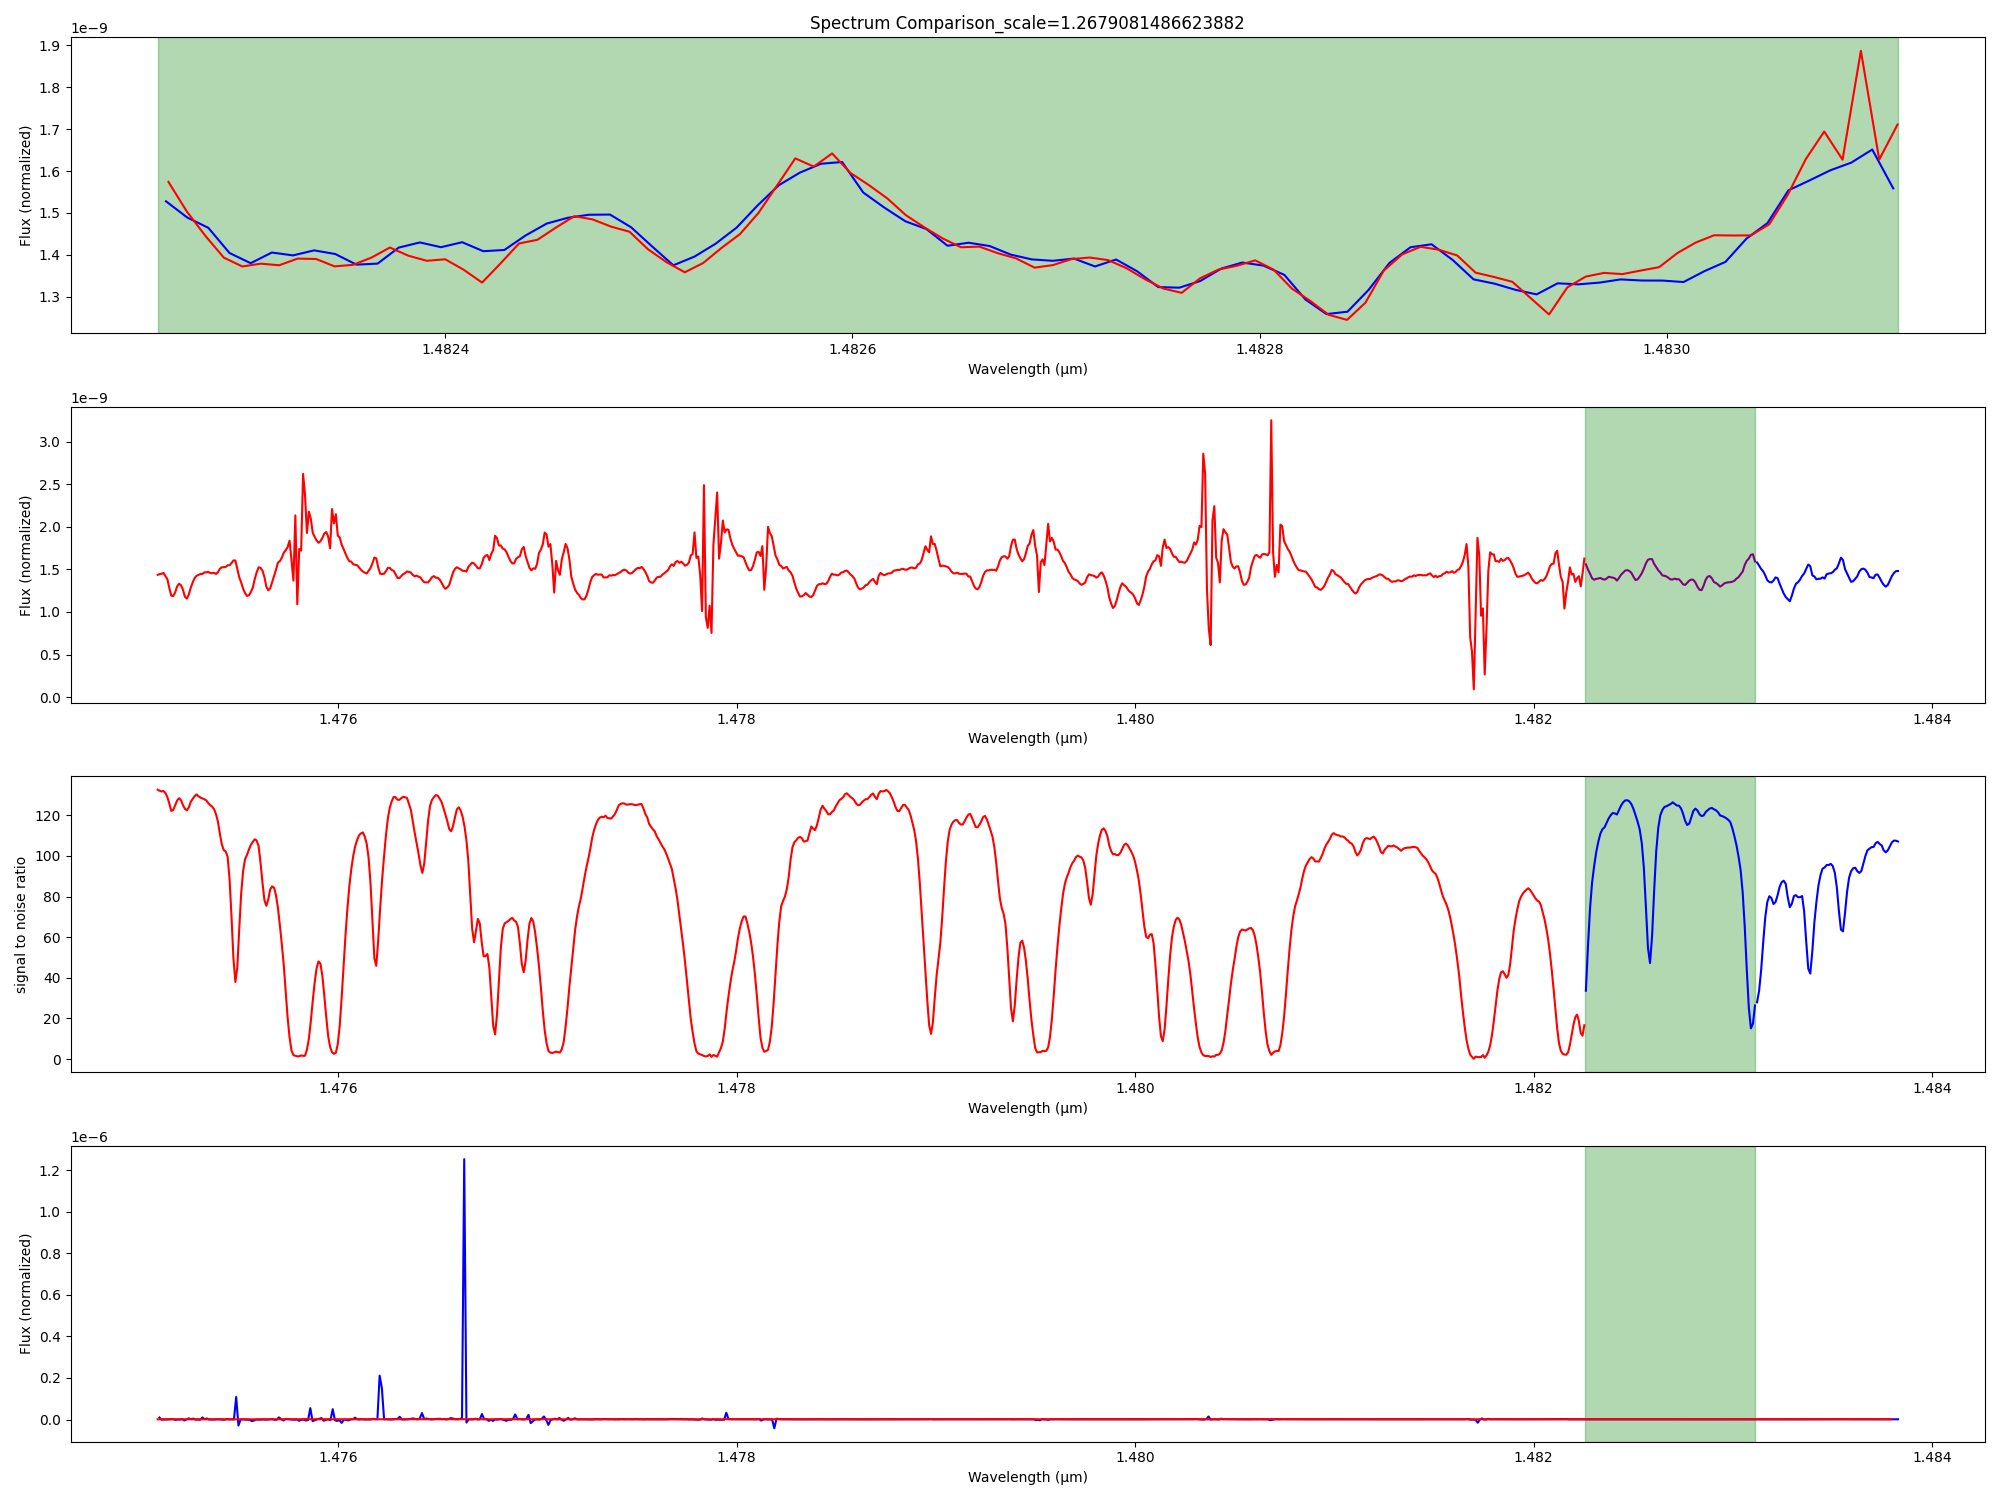 Spectrum Comparison_scale=1.2679081486623882
1e−9
1.9
1.8
1.7
1.6
1.5
1.4
1.3
Flux (normalized)
1.4824 1.4826 1.4828 1.4830
Wavelength (μm)
1e−9
3.0
2.5
2.0
1.5
1.0
0.5
0.0
Flux (normalized)
1.476 1.478 1.480 1.482 1.484
Wavelength (μm)
120
100
80
60
40
20
0
signal to noise ratio
1.476 1.478 1.480 1.482 1.484
Wavelength (μm)
1e−6
1.2
1.0
0.8
0.6
0.4
0.2
0.0
Flux (normalized)
1.476 1.478 1.480 1.482 1.484
Wavelength (μm)